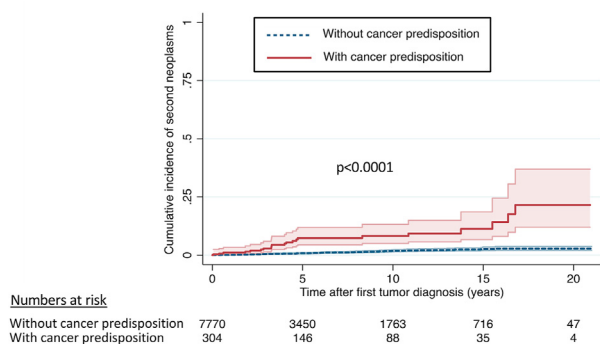 Without cancer predisposition
With cancer predisposition
Cumulative incidence of second neoplasms
1
.75
.5
.25
0
p<0.0001
0 5 10 15 20
Time after first tumor diagnosis (years)
Numbers at risk
Without cancer predisposition 7770 3450 1763 716 47
With cancer predisposition 304 146 88 35 4